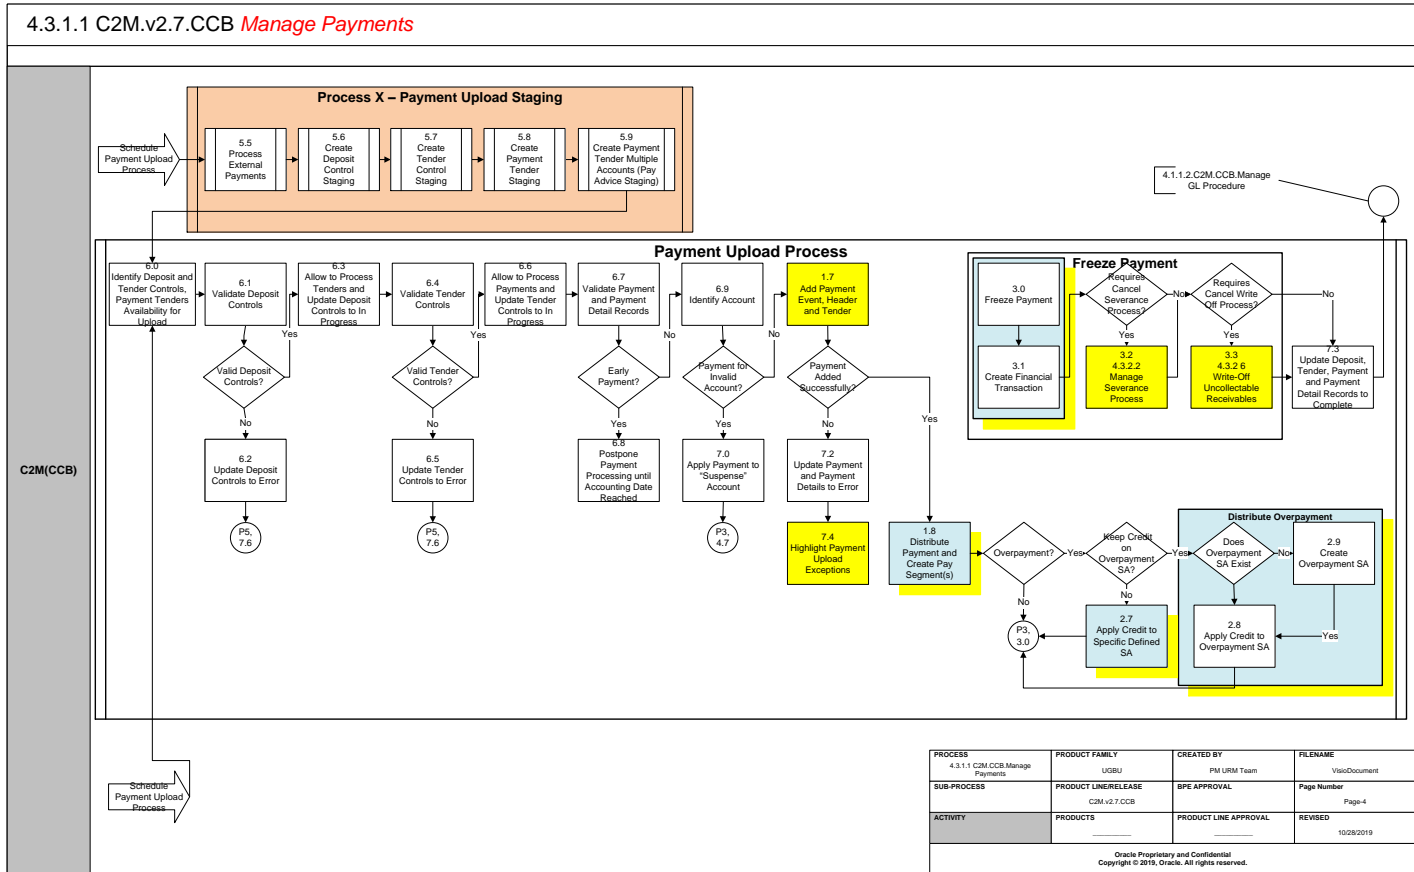 4.3.1.1 C2M.v2.7.CCB Manage Payments
C2M(CCB)
Process X – Payment Upload Staging
Schedule
Payment Upload
Process
5.5
Process
External
Payments
5.6
Create
Deposit
Control
Staging
5.7
Create
Tender
Control
Staging
5.8
Create
Payment
Tender
Staging
5.9
Create Payment
Tender Multiple
Accounts (Pay
Advice Staging)
4.1.1.2.C2M.CCB.Manage
GL Procedure
Payment Upload Process
6.0
Identify Deposit and
Tender Controls,
Payment Tenders
Availability for
Upload
6.1
Validate Deposit
Controls
6.3
Allow to Process
Tenders and
Update Deposit
Controls to In
Progress
6.4
Validate Tender
Controls
6.6
Allow to Process
Payments and
Update Tender
Controls to In
Progress
6.7
Validate Payment
and Payment
Detail Records
6.9
Identify Account
1.7
Add Payment
Event, Header
and Tender
Yes
Yes
No
No
Valid Deposit
Controls?
Valid Tender
Controls?
Early
Payment?
Payment for
Invalid
Account?
Payment
Added
Successfully?
Yes
No
No
Yes
Yes
No
6.2
Update Deposit
Controls to Error
6.5
Update Tender
Controls to Error
6.8
Postpone
Payment
Processing until
Accounting Date
Reached
7.0
Apply Payment to
“Suspense”
Account
7.2
Update Payment
and Payment
Details to Error
P5,
7.6
P5,
7.6
P3,
4.7
7.4
Highlight Payment
Upload
Exceptions
Freeze Payment
3.0
Freeze Payment
3.1
Create Financial
Transaction
Requires
Cancel
Severance
Process?
No
Requires
Cancel Write
Off Process?
No
Yes
Yes
3.2
4.3.2.2
Manage
Severance
Process
3.3
4.3.2 6
Write-Off
Uncollectable
Receivables
7.3
Update Deposit,
Tender, Payment
and Payment
Detail Records to
Complete
1.8
Distribute
Payment and
Create Pay
Segment(s)
Overpayment?
Yes
Keep Credit
on
Overpayment
SA?
Yes
Distribute Overpayment
Does
Overpayment
SA Exist
No
2.9
Create
Overpayment SA
No
No
P3,
3.0
2.7
Apply Credit to
Specific Defined
SA
2.8
Apply Credit to
Overpayment SA
Yes
Schedule
Payment Upload
Process
PROCESS
4.3.1.1 C2M.CCB.Manage
Payments
PRODUCT FAMILY
UGBU
CREATED BY
PM URM Team
FILENAME
VisioDocument
SUB-PROCESS
PRODUCT LINE/RELEASE
C2M.v2.7.CCB
BPE APPROVAL
Page Number
Page-4
ACTIVITY
PRODUCTS
PRODUCT LINE APPROVAL
REVISED
10/28/2019
Oracle Proprietary and Confidential
Copyright © 2019, Oracle. All rights reserved.